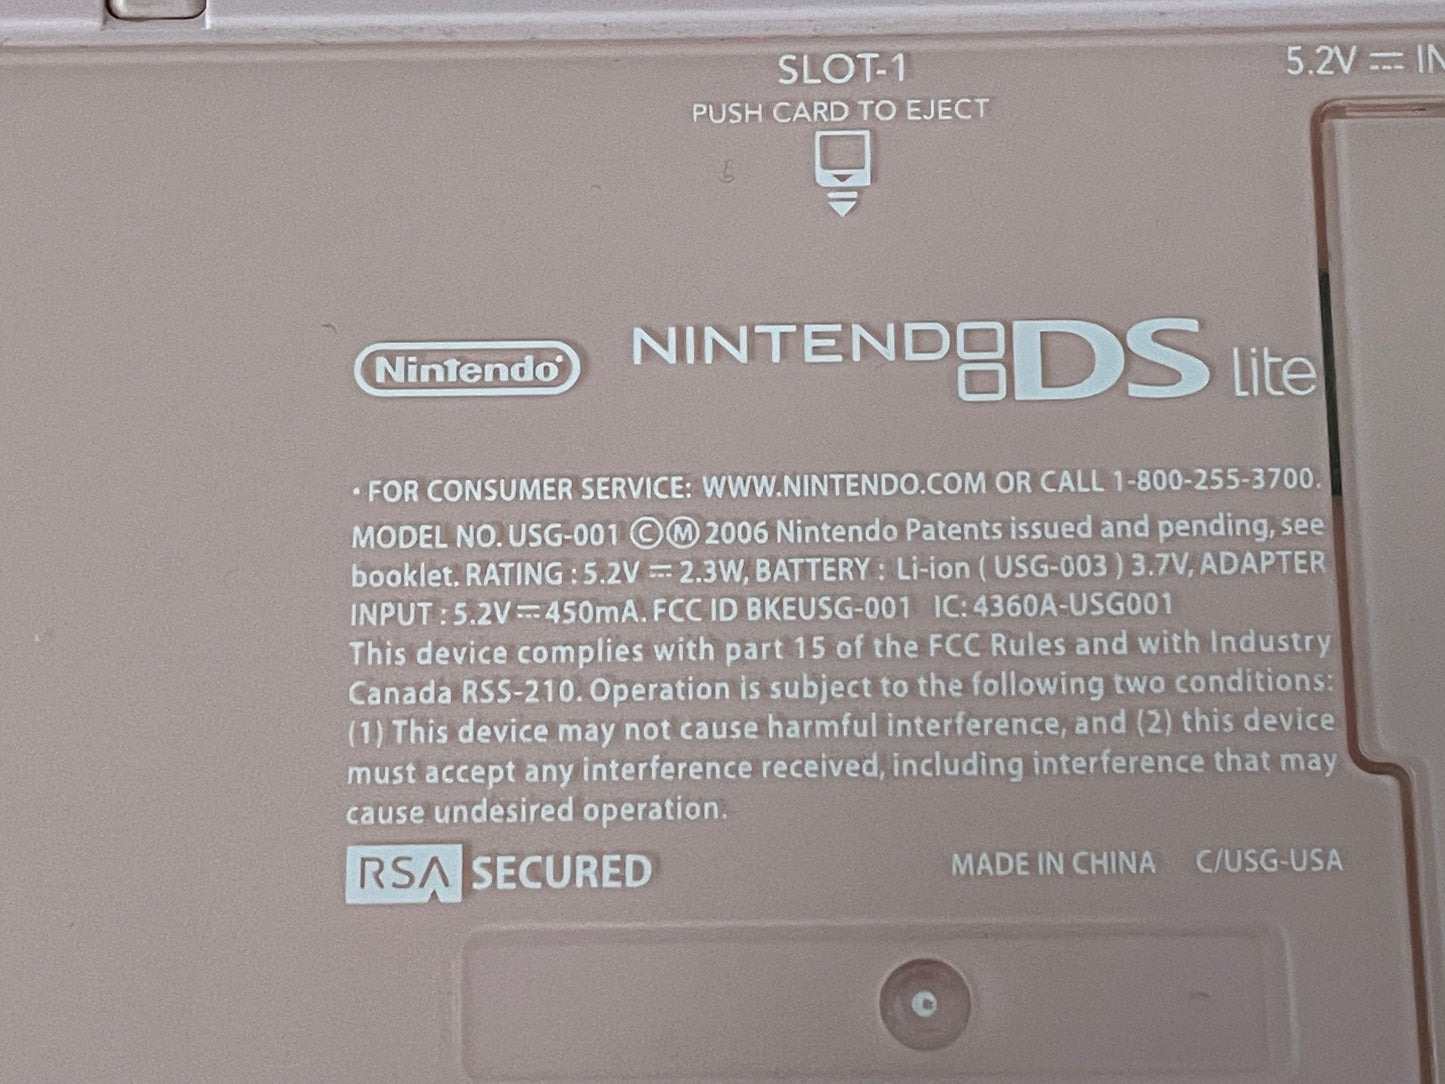 SLOT-1
5.2V ⎓ IN
PUSH CARD TO EJECT
Nintendo®
NINTENDO DS Lite
• FOR CONSUMER SERVICE: WWW.NINTENDO.COM OR CALL 1-800-255-3700.
MODEL NO. USG-001 ©Ⓜ 2006 Nintendo Patents issued and pending, see
booklet. RATING : 5.2V ⎓ 2.3W, BATTERY : Li-ion ( USG-003 ) 3.7V, ADAPTER
INPUT : 5.2V ⎓ 450mA. FCC ID BKEUSG-001 IC: 4360A-USG001
This device complies with part 15 of the FCC Rules and with Industry
Canada RSS-210. Operation is subject to the following two conditions:
(1) This device may not cause harmful interference, and (2) this device
must accept any interference received, including interference that may
cause undesired operation.
RSA SECURED
MADE IN CHINA C/USG-USA